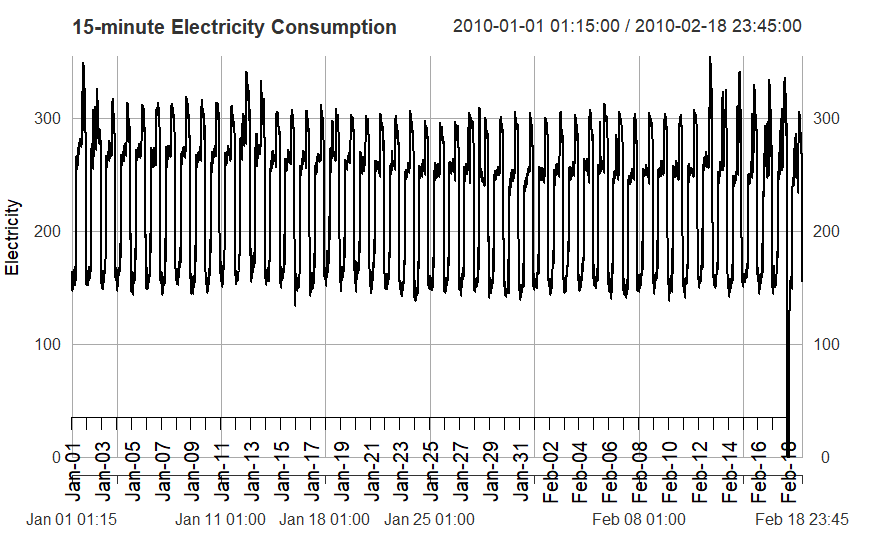 15-minute Electricity Consumption 2010-01-01 01:15:00 / 2010-02-18 23:45:00
Electricity
300 300
200 200
100 100
0 0
Jan-01 Jan-03 Jan-05 Jan-07 Jan-09 Jan-11 Jan-13 Jan-15 Jan-17 Jan-19 Jan-21 Jan-23 Jan-25 Jan-27 Jan-29 Jan-31 Feb-02 Feb-04 Feb-06 Feb-08 Feb-10 Feb-12 Feb-14 Feb-16 Feb-18
Jan 01 01:15 Jan 11 01:00 Jan 18 01:00 Jan 25 01:00 Feb 08 01:00 Feb 18 23:45